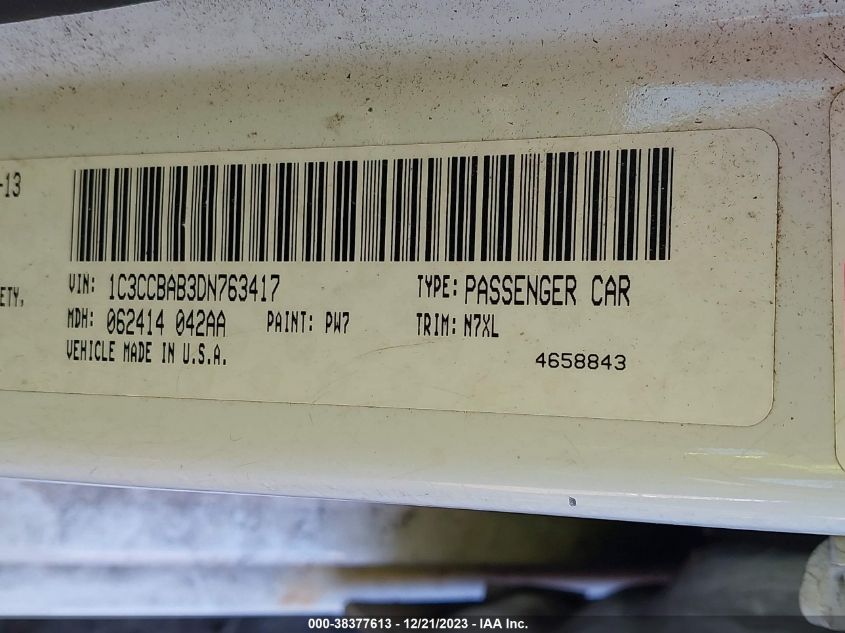 -13
ETY,
VIN: 1C3CCBAB3DN763417 TYPE: PASSENGER CAR
MDH: 062414 042AA PAINT: PW7 TRIM: N7XL
VEHICLE MADE IN U.S.A. 4658843
000-38377613 - 12/21/2023 - IAA Inc.